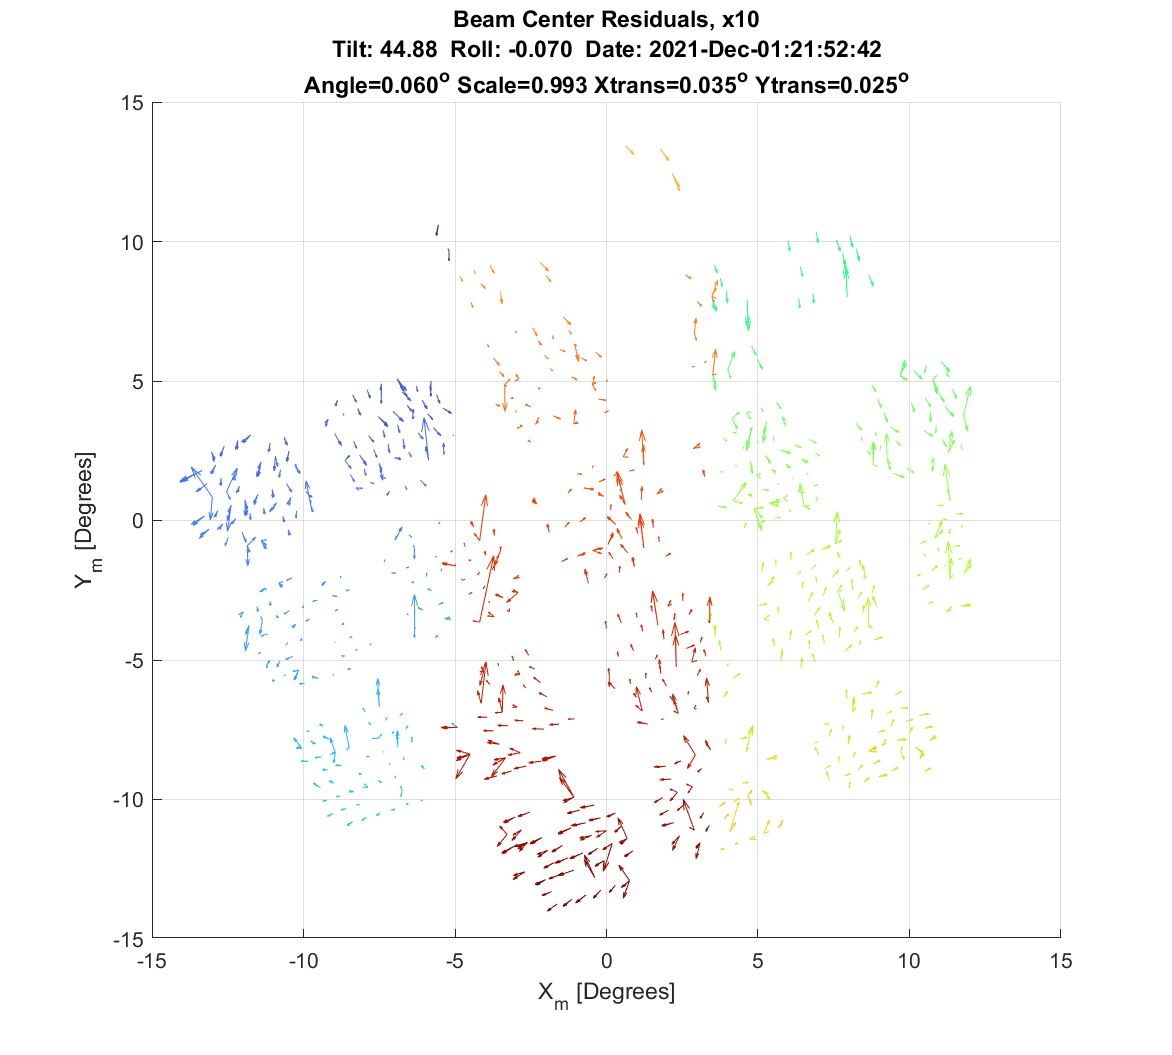 Beam Center Residuals, x10
Tilt: 44.88 Roll: -0.070 Date: 2021-Dec-01:21:52:42
Angle=0.060° Scale=0.993 Xtrans=0.035° Ytrans=0.025°
15
10
5
0
-5
-10
-15
Y_m [Degrees]
-15 -10 -5 0 5 10 15
X_m [Degrees]